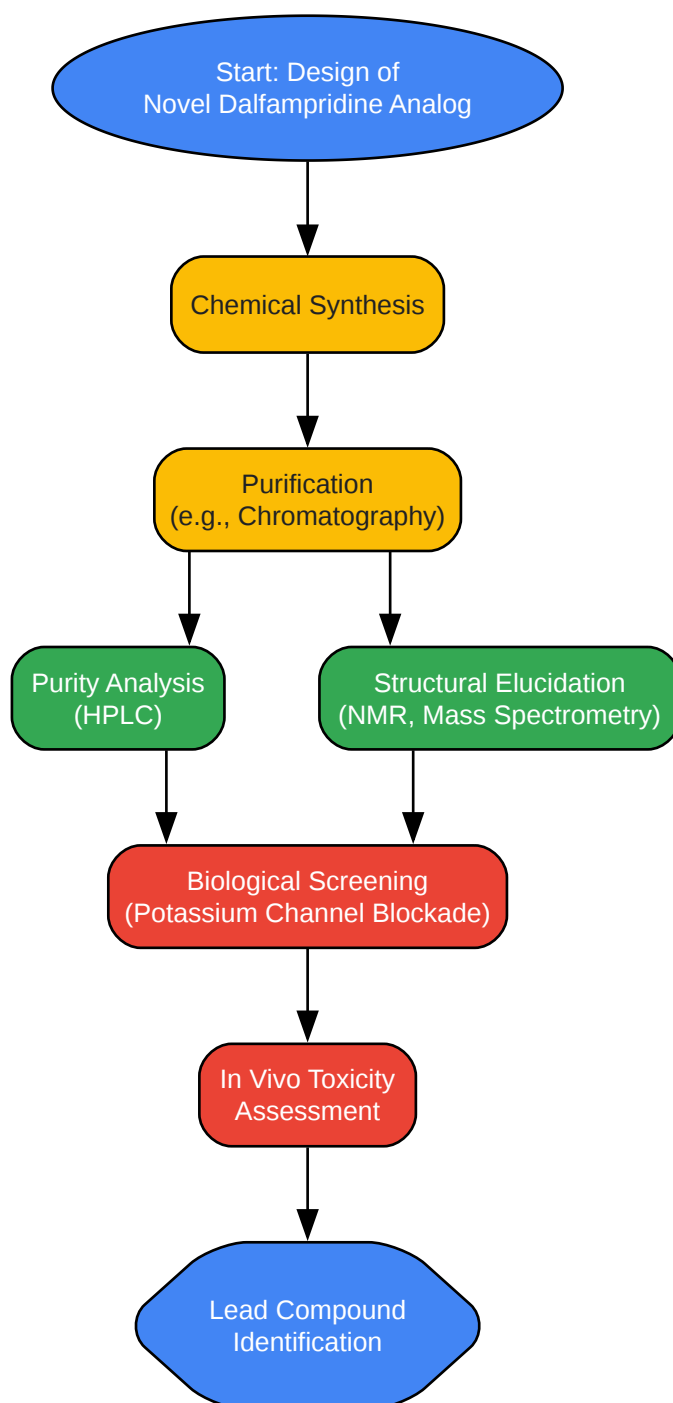 Start: Design of
Novel Dalfampridine Analog
Chemical Synthesis
Purification
(e.g., Chromatography)
Purity Analysis
(HPLC)
Structural Elucidation
(NMR, Mass Spectrometry)
Biological Screening
(Potassium Channel Blockade)
In Vivo Toxicity
Assessment
Lead Compound
Identification